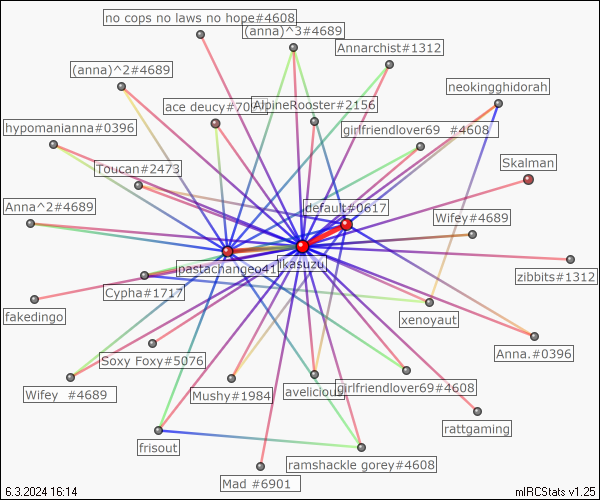 no cops no laws no hope#4608
(anna)^3#4689
Annarchist#1312
(anna)^2#4689
neokingghidorah
ace deucy#70
AlpineRooster#2156
hypomanianna#0396
girlfriendlover69 #4608
Toucan#2473
Skalman
Anna^2#4689
default#0617
Wifey#4689
pastachangeo41
lkasuzu
zibbits#1312
Cypha#1717
fakedingo
xenoyaut
Soxy Foxy#5076
Anna.#0396
Wifey #4689
Mushy#1984
avelicious
girlfriendlover69#4608
rattgaming
frisout
ramshackle gorey#4608
Mad #6901
6.3.2024 16:14
mIRCStats v1.25